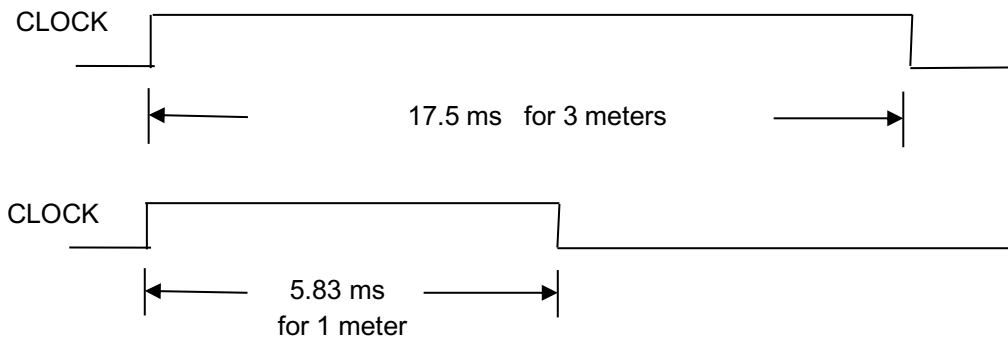 CLOCK
17.5 ms for 3 meters
CLOCK
5.83 ms
for 1 meter